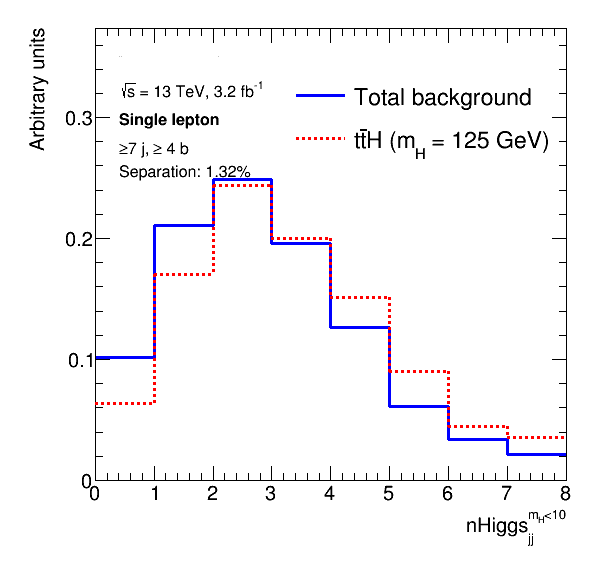 Arbitrary units
√s = 13 TeV, 3.2 fb⁻¹
Single lepton
≥7 j, ≥ 4 b
Separation: 1.32%
Total background
tt̄H (m_H = 125 GeV)
0.3
0.2
0.1
0
0 1 2 3 4 5 6 7 8
nHiggs_jj^{m_H<10}